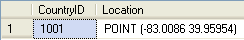 CountryID Location
1 1001 POINT (-83.0086 39.95954)